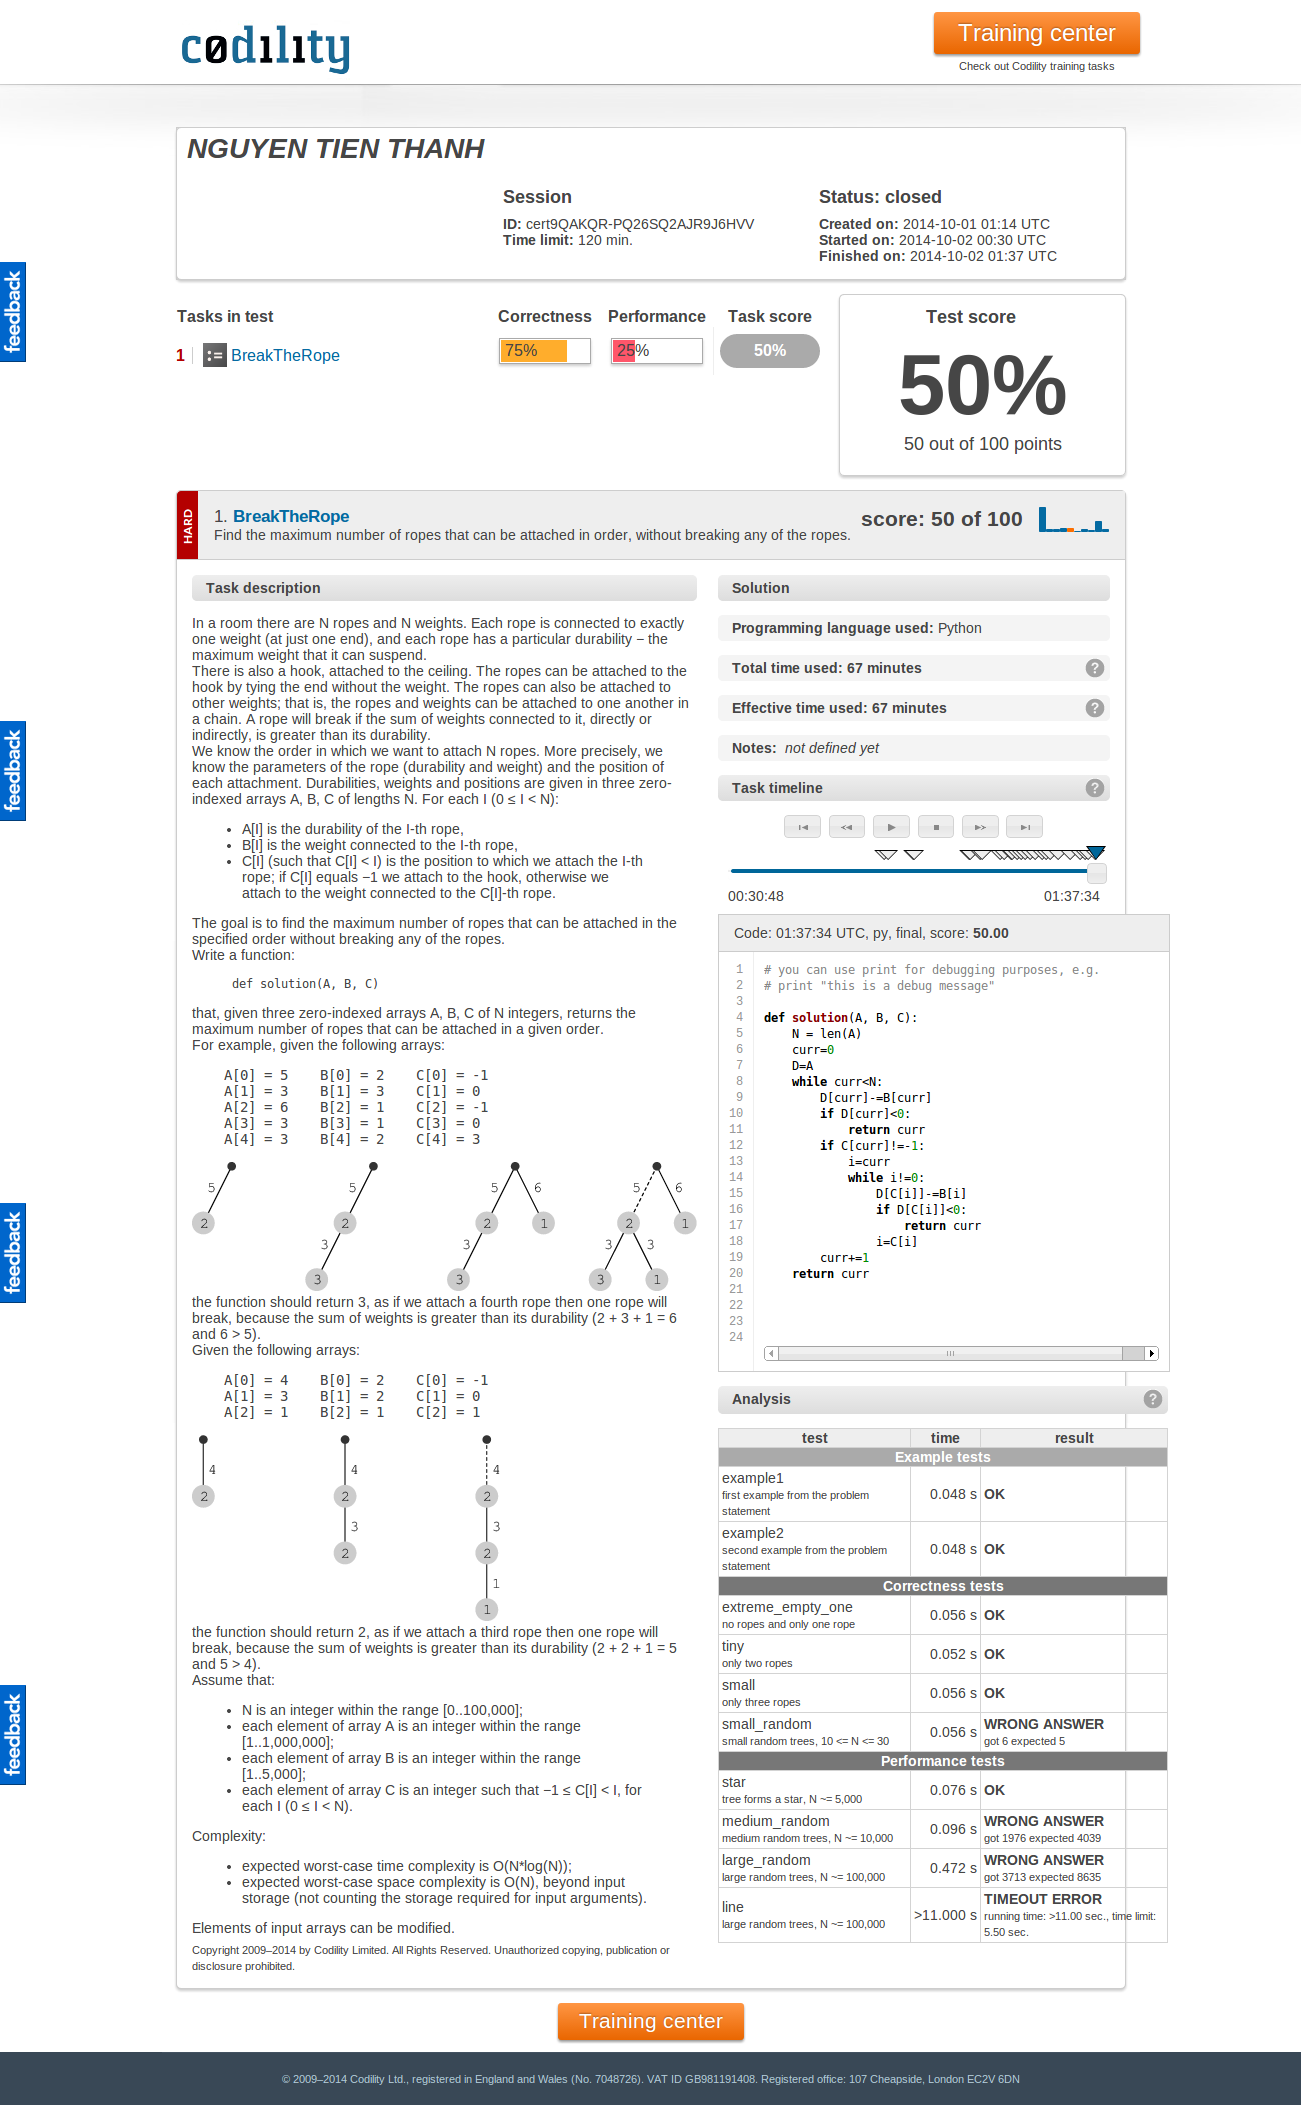 codility
Training center
Check out Codility training tasks
NGUYEN TIEN THANH
Session
ID: cert9QAKQR-PQ26SQ2AJR9J6HVV
Time limit: 120 min.
Status: closed
Created on: 2014-10-01 01:14 UTC
Started on: 2014-10-02 00:30 UTC
Finished on: 2014-10-02 01:37 UTC
feedback
Tasks in test
Correctness
Performance
Task score
1 BreakTheRope
75%
25%
50%
Test score
50%
50 out of 100 points
HARD
1. BreakTheRope
Find the maximum number of ropes that can be attached in order, without breaking any of the ropes.
score: 50 of 100
Task description
In a room there are N ropes and N weights. Each rope is connected to exactly
one weight (at just one end), and each rope has a particular durability − the
maximum weight that it can suspend.
There is also a hook, attached to the ceiling. The ropes can be attached to the
hook by tying the end without the weight. The ropes can also be attached to
other weights; that is, the ropes and weights can be attached to one another in
a chain. A rope will break if the sum of weights connected to it, directly or
indirectly, is greater than its durability.
We know the order in which we want to attach N ropes. More precisely, we
know the parameters of the rope (durability and weight) and the position of
each attachment. Durabilities, weights and positions are given in three zero-
indexed arrays A, B, C of lengths N. For each I (0 ≤ I < N):
• A[I] is the durability of the I-th rope,
• B[I] is the weight connected to the I-th rope,
• C[I] (such that C[I] < I) is the position to which we attach the I-th
rope; if C[I] equals −1 we attach to the hook, otherwise we
attach to the weight connected to the C[I]-th rope.
The goal is to find the maximum number of ropes that can be attached in the
specified order without breaking any of the ropes.
Write a function:
def solution(A, B, C)
that, given three zero-indexed arrays A, B, C of N integers, returns the
maximum number of ropes that can be attached in a given order.
For example, given the following arrays:
A[0] = 5 B[0] = 2 C[0] = -1
A[1] = 3 B[1] = 3 C[1] = 0
A[2] = 6 B[2] = 1 C[2] = -1
A[3] = 3 B[3] = 1 C[3] = 0
A[4] = 3 B[4] = 2 C[4] = 3
5 5 5 6 5 6
2 2 2 1 2 1
3 3 3 3
3 3 3 1
the function should return 3, as if we attach a fourth rope then one rope will
break, because the sum of weights is greater than its durability (2 + 3 + 1 = 6
and 6 > 5).
Given the following arrays:
A[0] = 4 B[0] = 2 C[0] = -1
A[1] = 3 B[1] = 2 C[1] = 0
A[2] = 1 B[2] = 1 C[2] = 1
4 4 4
2 2 2
3 3
2 2
1
1
the function should return 2, as if we attach a third rope then one rope will
break, because the sum of weights is greater than its durability (2 + 2 + 1 = 5
and 5 > 4).
Assume that:
• N is an integer within the range [0..100,000];
• each element of array A is an integer within the range
[1..1,000,000];
• each element of array B is an integer within the range
[1..5,000];
• each element of array C is an integer such that −1 ≤ C[I] < I, for
each I (0 ≤ I < N).
Complexity:
• expected worst-case time complexity is O(N*log(N));
• expected worst-case space complexity is O(N), beyond input
storage (not counting the storage required for input arguments).
Elements of input arrays can be modified.
Copyright 2009–2014 by Codility Limited. All Rights Reserved. Unauthorized copying, publication or
disclosure prohibited.
Solution
Programming language used: Python
Total time used: 67 minutes ?
Effective time used: 67 minutes ?
Notes: not defined yet
Task timeline ?
00:30:48
01:37:34
Code: 01:37:34 UTC, py, final, score: 50.00
1 # you can use print for debugging purposes, e.g.
2 # print "this is a debug message"
3
4 def solution(A, B, C):
5 N = len(A)
6 curr=0
7 D=A
8 while curr<N:
9 D[curr]-=B[curr]
10 if D[curr]<0:
11 return curr
12 if C[curr]!=-1:
13 i=curr
14 while i!=0:
15 D[C[i]]-=B[i]
16 if D[C[i]]<0:
17 return curr
18 i=C[i]
19 curr+=1
20 return curr
21
22
23
24
Analysis ?
test time result
Example tests
example1
first example from the problem
statement
0.048 s OK
example2
second example from the problem
statement
0.048 s OK
Correctness tests
extreme_empty_one
no ropes and only one rope
0.056 s OK
tiny
only two ropes
0.052 s OK
small
only three ropes
0.056 s OK
small_random
small random trees, 10 <= N <= 30
0.056 s
WRONG ANSWER
got 6 expected 5
Performance tests
star
tree forms a star, N ~= 5,000
0.076 s OK
medium_random
medium random trees, N ~= 10,000
0.096 s
WRONG ANSWER
got 1976 expected 4039
large_random
large random trees, N ~= 100,000
0.472 s
WRONG ANSWER
got 3713 expected 8635
line
large random trees, N ~= 100,000
>11.000 s
TIMEOUT ERROR
running time: >11.00 sec., time limit:
5.50 sec.
feedback
feedback
feedback
Training center
© 2009–2014 Codility Ltd., registered in England and Wales (No. 7048726). VAT ID GB981191408. Registered office: 107 Cheapside, London EC2V 6DN